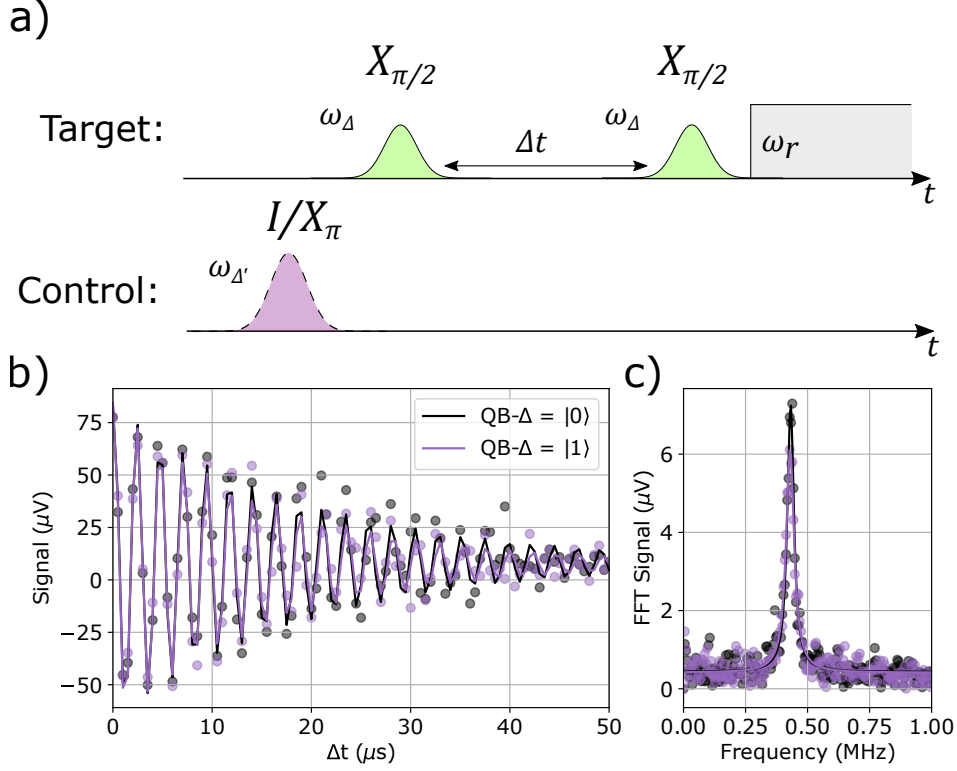 a)
X_{π/2} X_{π/2}
Target: ω_Δ Δt ω_Δ ω_r
t
I/X_π
Control: ω_{Δ'}
t
b)
75
50
25
0
−25
−50
Signal (μV)
0 10 20 30 40 50
Δt (μs)
QB-Δ = |0⟩
QB-Δ = |1⟩
c)
6
4
2
0
FFT Signal (μV)
0.00 0.25 0.50 0.75 1.00
Frequency (MHz)